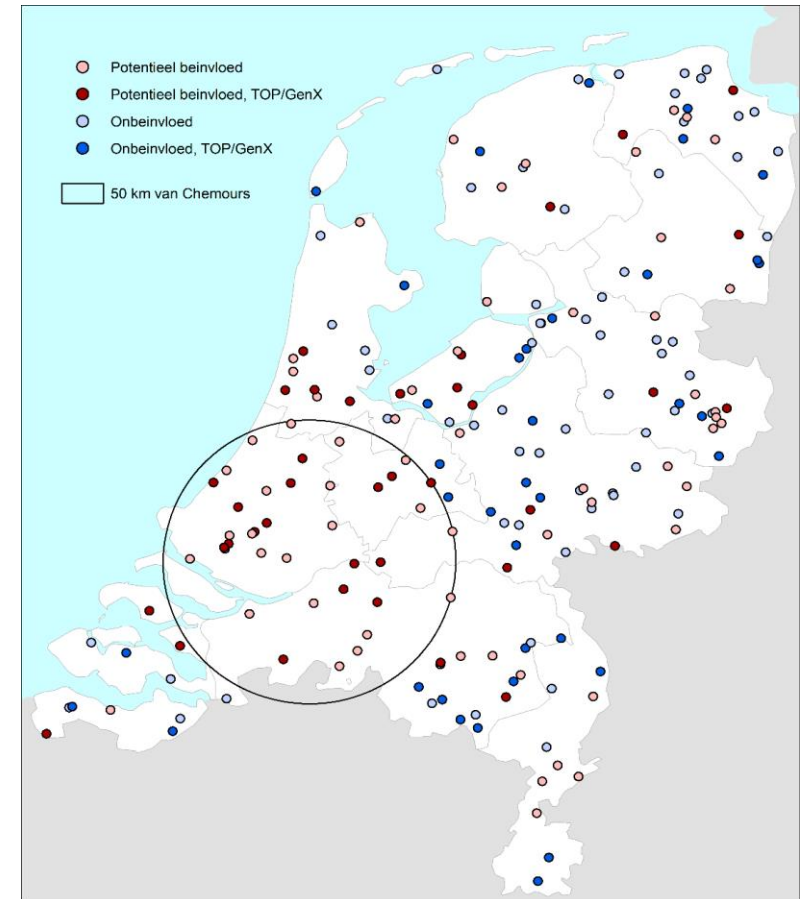 Potentieel beinvloed
Potentieel beinvloed, TOP/GenX
Onbeinvloed
Onbeinvloed, TOP/GenX
50 km van Chemours